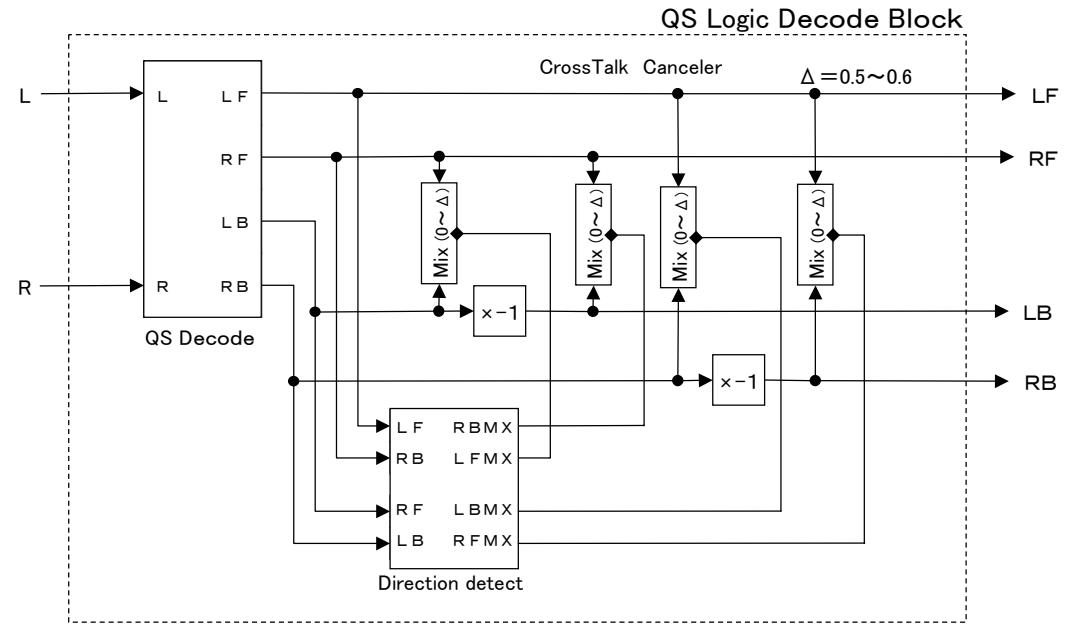 QS Logic Decode Block
CrossTalk Canceler
Δ=0.5～0.6
L
L
LF
LF
RF
RF
Mix (0～Δ)
Mix (0～Δ)
Mix (0～Δ)
Mix (0～Δ)
LB
R
R
RB
×-1
LB
QS Decode
×-1
RB
LF
RBMX
RB
LFMX
RF
LBMX
LB
RFMX
Direction detect